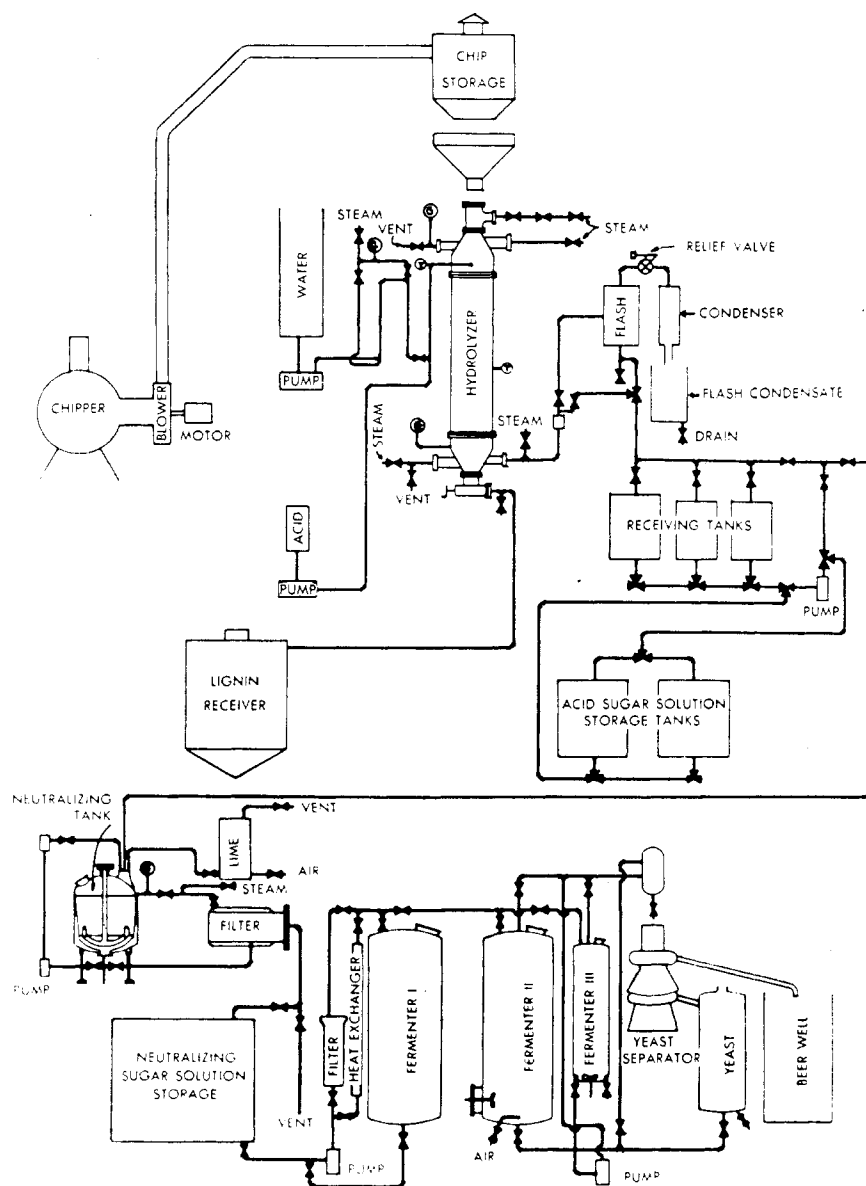 CHIP
STORAGE
STEAM
VENT
STEAM
RELIEF VALVE
WATER
HYDROLYZER
FLASH
CONDENSER
PUMP
CHIPPER
BLOWER
MOTOR
FLASH CONDENSATE
STEAM
STEAM
DRAIN
VENT
ACID
RECEIVING TANKS
PUMP
PUMP
LIGNIN
RECEIVER
ACID SUGAR SOLUTION
STORAGE TANKS
NEUTRALIZING
TANK
VENT
LIME
AIR
STEAM
FILTER
PUMP
HEAT EXCHANGER
FERMENTER I
FERMENTER II
FERMENTER III
FILTER
YEAST
SEPARATOR
YEAST
BEER WELL
NEUTRALIZING
SUGAR SOLUTION
STORAGE
VENT
PUMP
AIR
PUMP